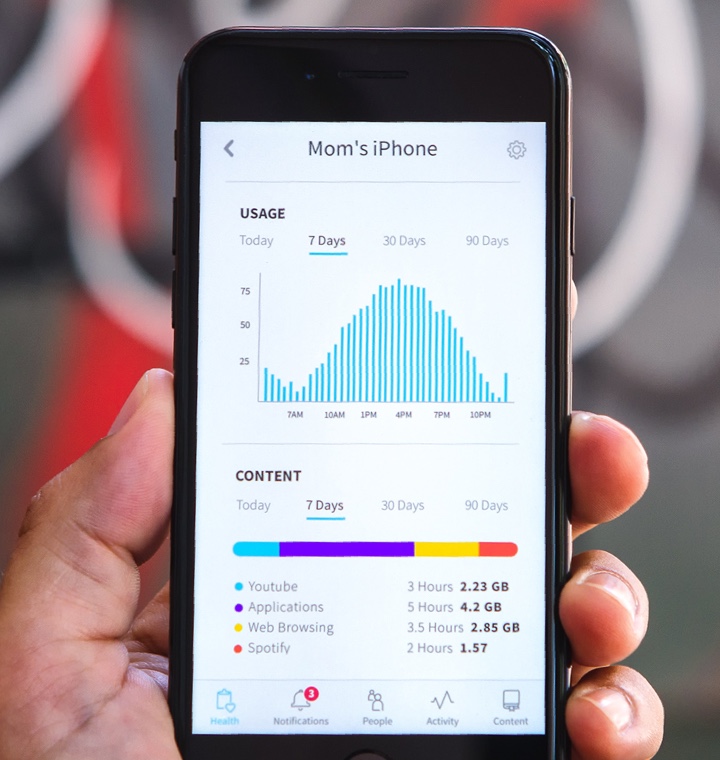 Mom's iPhone
USAGE
Today 7 Days 30 Days 90 Days
75
50
25
7AM 10AM 1PM 4PM 7PM 10PM
CONTENT
Today 7 Days 30 Days 90 Days
Youtube 3 Hours 2.23 GB
Applications 5 Hours 4.2 GB
Web Browsing 3.5 Hours 2.85 GB
Spotify 2 Hours 1.57
3
Health Notifications People Activity Content